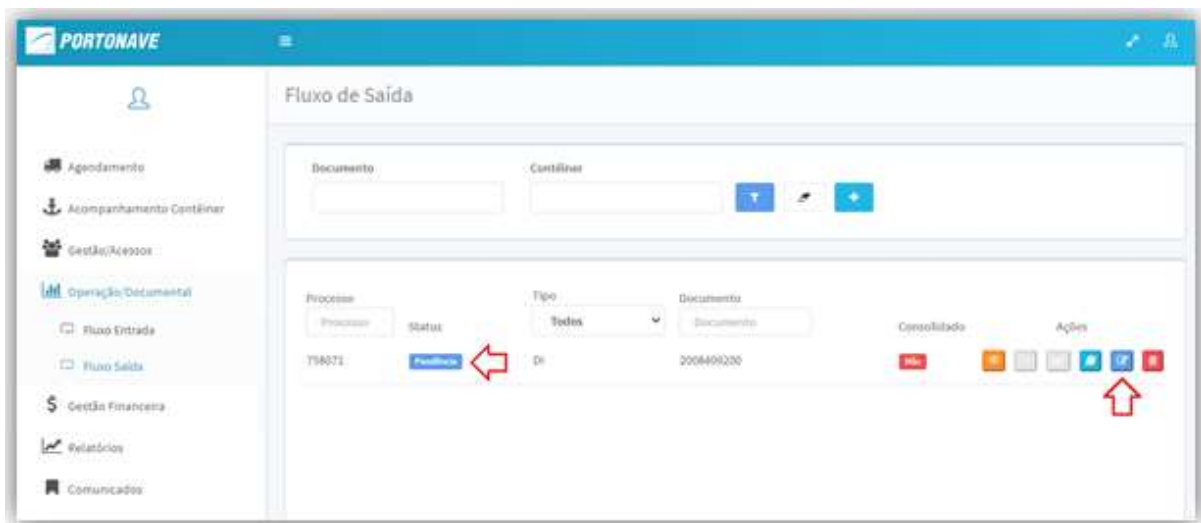 PORTONAVE
Fluxo de Saída
Agendamento
Acompanhamento Contêiner
Gestão/Acessos
Operação/Documental
Fluxo Entrada
Fluxo Saída
Gestão Financeira
Relatórios
Comunicados
Documento
Contêiner
Processo
Status
Tipo
Documento
Consolidado
Ações
Processo
Todos
Documento
758071
Pendência
DI
2008409200
Não